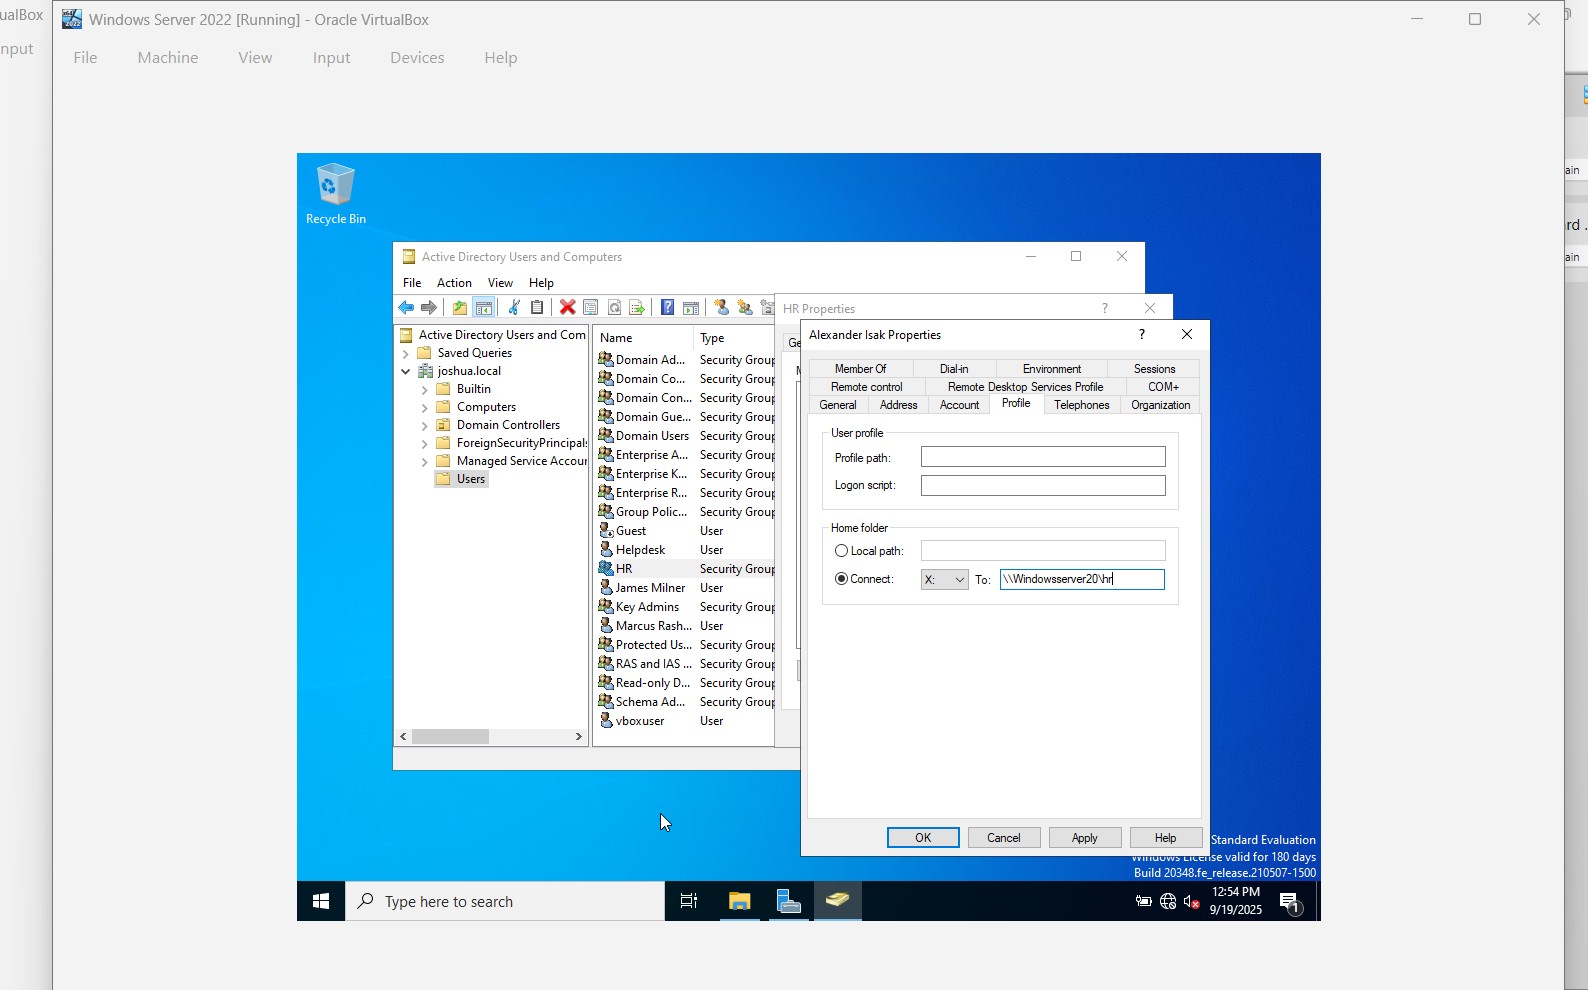 ualBox
Windows Server 2022 [Running] - Oracle VirtualBox
nput
File Machine View Input Devices Help
ain
rd .
ain
Recycle Bin
Active Directory Users and Computers
File Action View Help
HR Properties
?
Ge
Alexander Isak Properties
?
Active Directory Users and Com
Saved Queries
joshua.local
Builtin
Computers
Domain Controllers
ForeignSecurityPrincipals
Managed Service Accour
Users
Name Type
Domain Ad... Security Group
Domain Co... Security Group
Domain Con... Security Group
Domain Gue... Security Group
Domain Users Security Group
Enterprise A... Security Group
Enterprise K... Security Group
Enterprise R... Security Group
Group Polic... Security Group
Guest User
Helpdesk User
HR Security Group
James Milner User
Key Admins Security Group
Marcus Rash... User
Protected Us... Security Group
RAS and IAS ... Security Group
Read-only D... Security Group
Schema Ad... Security Group
vboxuser User
Member Of Dial-in Environment Sessions
Remote control Remote Desktop Services Profile COM+
General Address Account Profile Telephones Organization
User profile
Profile path:
Logon script:
Home folder
Local path:
Connect: X: To: \\Windowsserver20\hr
OK Cancel Apply Help
Standard Evaluation
Windows License valid for 180 days
Build 20348.fe_release.210507-1500
Type here to search
12:54 PM
9/19/2025
1